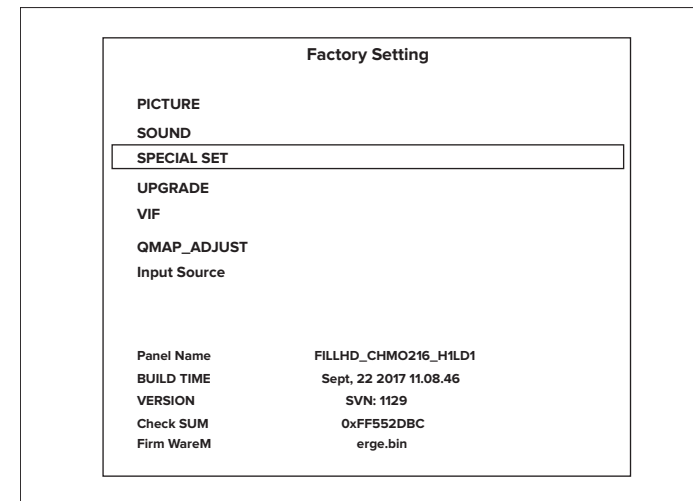 Factory Setting
PICTURE
SOUND
SPECIAL SET
UPGRADE
VIF
QMAP_ADJUST
Input Source
Panel Name FILLHD_CHMO216_H1LD1
BUILD TIME Sept, 22 2017 11.08.46
VERSION SVN: 1129
Check SUM 0xFF552DBC
Firm WareM erge.bin